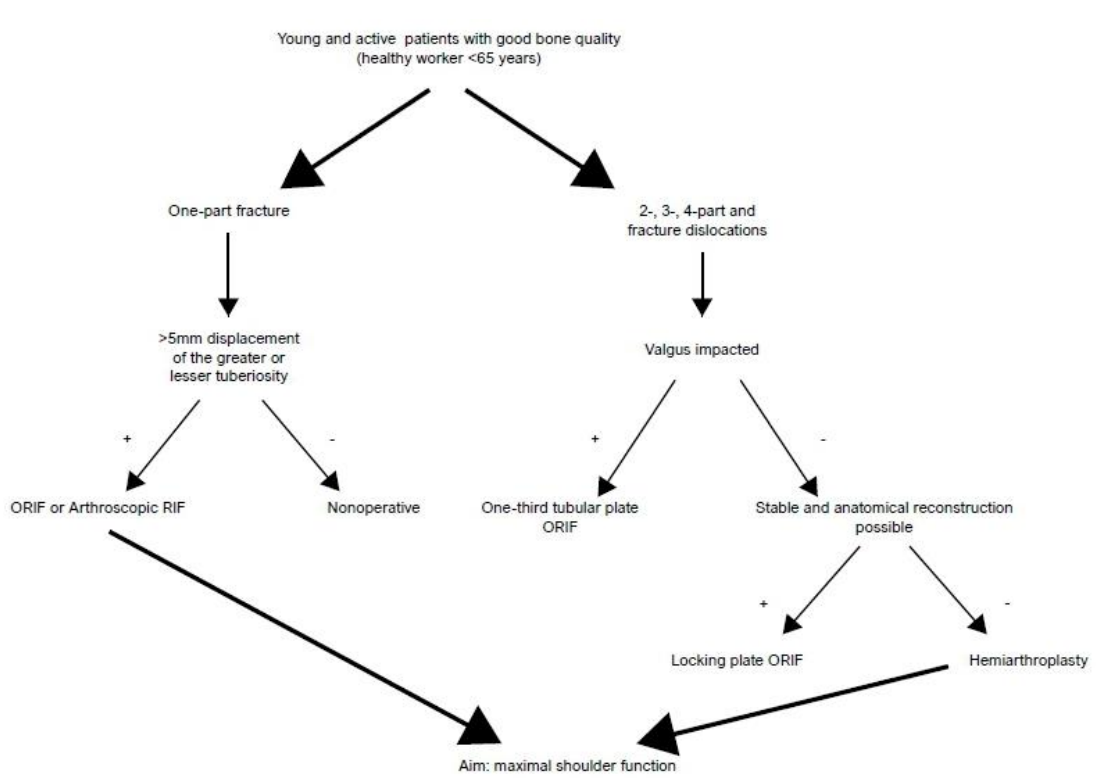 Young and active patients with good bone quality
(healthy worker <65 years)
One-part fracture
2-, 3-, 4-part and
fracture dislocations
>5mm displacement
of the greater or
lesser tuberiosity
Valgus impacted
+
-
+
-
ORIF or Arthroscopic RIF
Nonoperative
One-third tubular plate
ORIF
Stable and anatomical reconstruction
possible
+
-
Locking plate ORIF
Hemiarthroplasty
Aim: maximal shoulder function